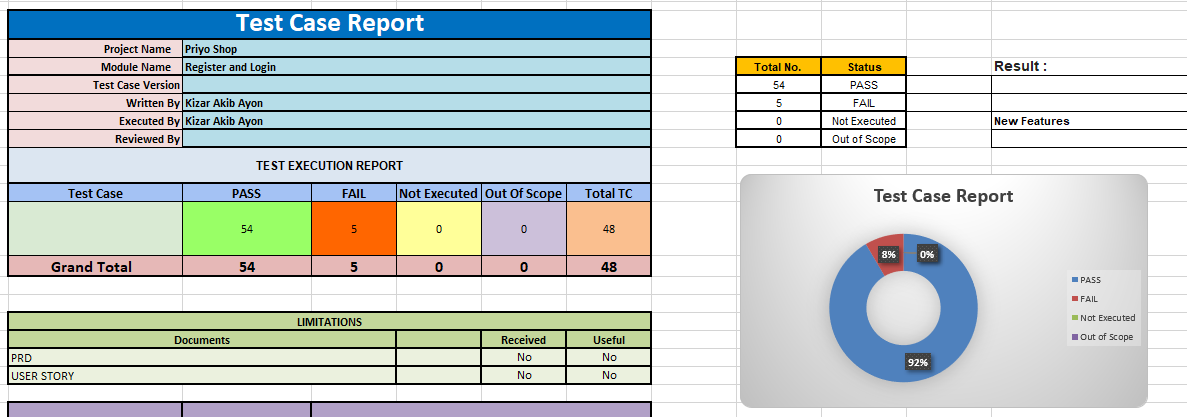 Test Case Report
Project Name Priyo Shop
Module Name Register and Login
Test Case Version
Written By Kizar Akib Ayon
Executed By Kizar Akib Ayon
Reviewed By
TEST EXECUTION REPORT
Test Case PASS FAIL Not Executed Out Of Scope Total TC
54 5 0 0 48
Grand Total 54 5 0 0 48
LIMITATIONS
Documents Received Useful
PRD No No
USER STORY No No
Total No. Status
54 PASS
5 FAIL
0 Not Executed
0 Out of Scope
Result :
New Features
Test Case Report
8% 0%
92%
PASS
FAIL
Not Executed
Out of Scope